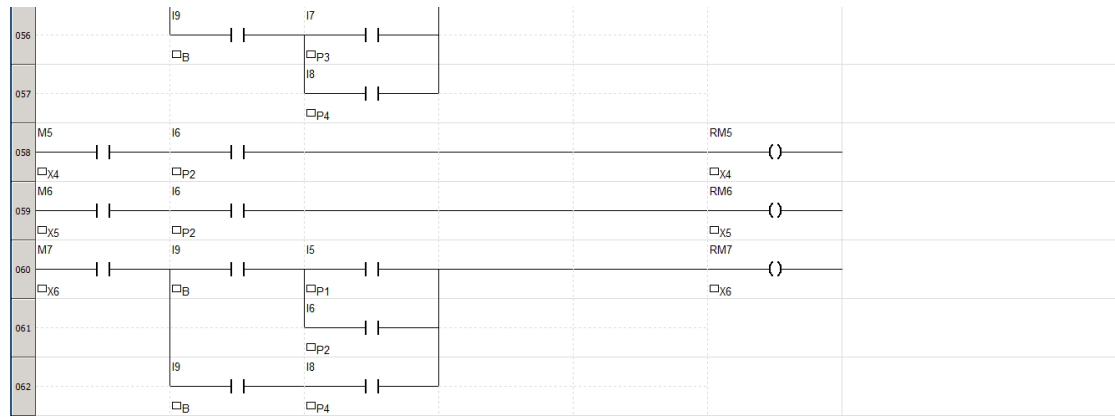 I9 I7
056
B P3
I8
057
P4
M5 I6 RM5
058
X4 P2 X4
M6 I6 RM6
059
X5 P2 X5
M7 I9 I5 RM7
060
X6 B P1 X6
I6
061
P2
I9 I8
062
B P4